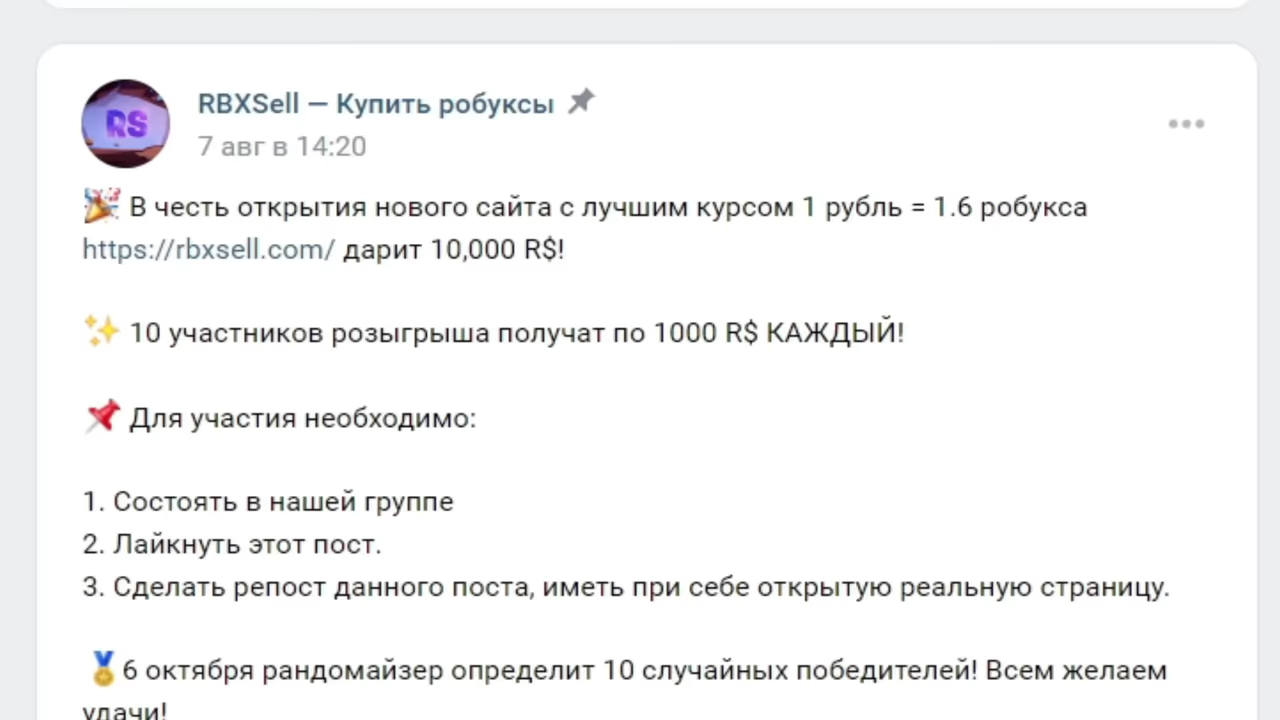 RS
RBXSell — Купить робуксы
7 авг в 14:20
🎉 В честь открытия нового сайта с лучшим курсом 1 рубль = 1.6 робукса
https://rbxsell.com/ дарит 10,000 R$!
✨ 10 участников розыгрыша получат по 1000 R$ КАЖДЫЙ!
📌 Для участия необходимо:
1. Состоять в нашей группе
2. Лайкнуть этот пост.
3. Сделать репост данного поста, иметь при себе открытую реальную страницу.
🏅6 октября рандомайзер определит 10 случайных победителей! Всем желаем
удачи!